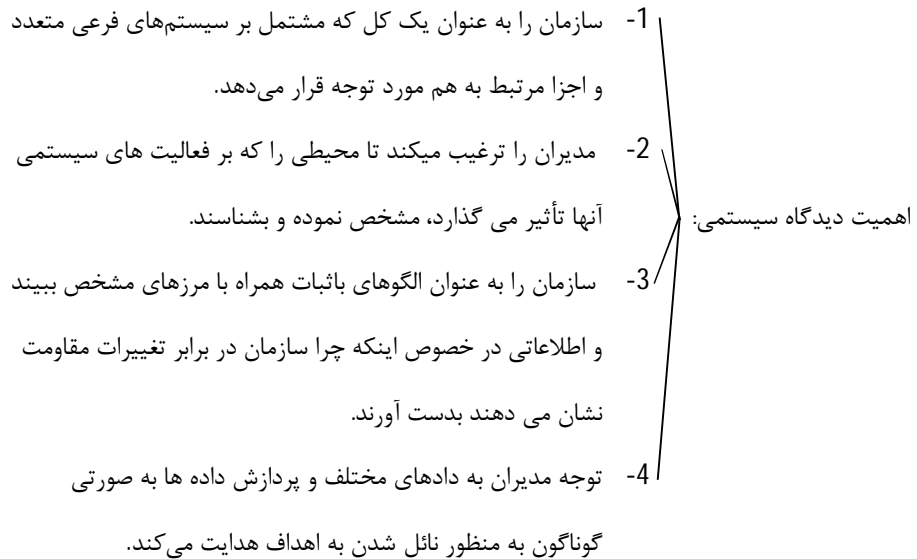 1- سازمان را به عنوان یک کل که مشتمل بر سیستم‌های فرعی متعدد
و اجزا مرتبط به هم مورد توجه قرار می‌دهد.
2- مدیران را ترغیب میکند تا محیطی را که بر فعالیت های سیستمی
اهمیت دیدگاه سیستمی:
آنها تأثیر می گذارد، مشخص نموده و بشناسند.
3- سازمان را به عنوان الگوهای باثبات همراه با مرزهای مشخص ببیند
و اطلاعاتی در خصوص اینکه چرا سازمان در برابر تغییرات مقاومت
نشان می دهند بدست آورند.
4- توجه مدیران به دادهای مختلف و پردازش داده ها به صورتی
گوناگون به منظور نائل شدن به اهداف هدایت می‌کند.